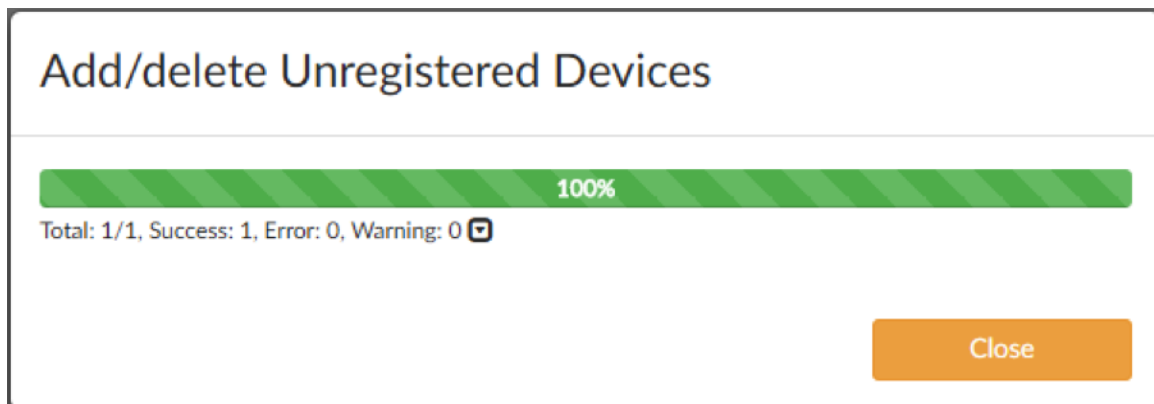 Add/delete Unregistered Devices
100%
Total: 1/1, Success: 1, Error: 0, Warning: 0
Close